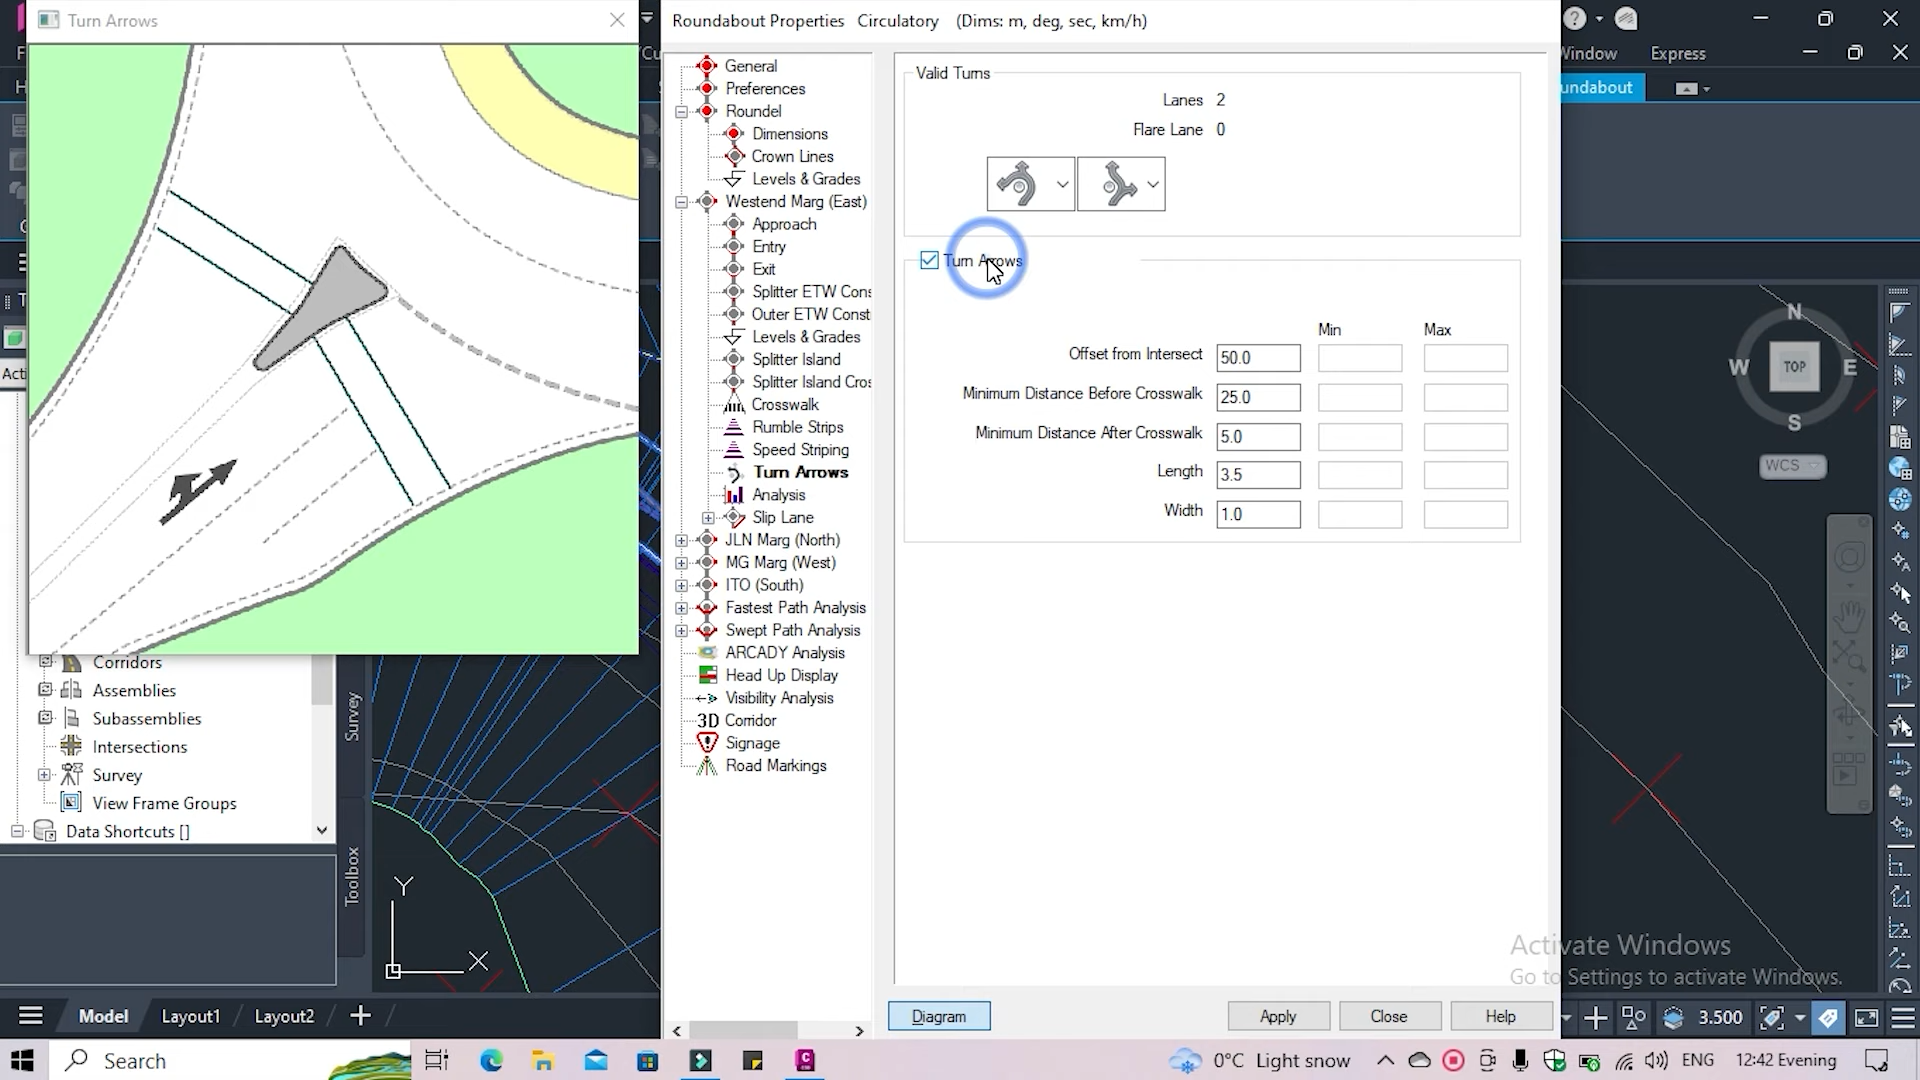 Turn Arrows
Roundabout Properties Circulatory (Dims: m, deg, sec, km/h)
Window
Express
General
Preferences
Roundel
Dimensions
Crown Lines
Levels & Grades
Westend Marg (East)
Approach
Entry
Exit
Splitter ETW Cons
Outer ETW Const
Levels & Grades
Splitter Island
Splitter Island Cros
Crosswalk
Rumble Strips
Speed Striping
Turn Arrows
Analysis
Slip Lane
JLN Marg (North)
MG Marg (West)
ITO (South)
Fastest Path Analysis
Swept Path Analysis
ARCADY Analysis
Head Up Display
Visibility Analysis
3D Corridor
Signage
Road Markings
Valid Turns
Lanes 2
Flare Lane 0
Turn Arrows
Min Max
Offset from Intersect 50.0
Minimum Distance Before Crosswalk 25.0
Minimum Distance After Crosswalk 5.0
Length 3.5
Width 1.0
Diagram
Apply
Close
Help
undabout
N
W TOP E
S
WCS
Acti
Corridors
Assemblies
Subassemblies
Intersections
Survey
View Frame Groups
Data Shortcuts []
Survey
Toolbox
Y
X
Activate Windows
Go to Settings to activate Windows.
Model
Layout1
Layout2
3.500
Search
0°C Light snow
ENG
12:42 Evening